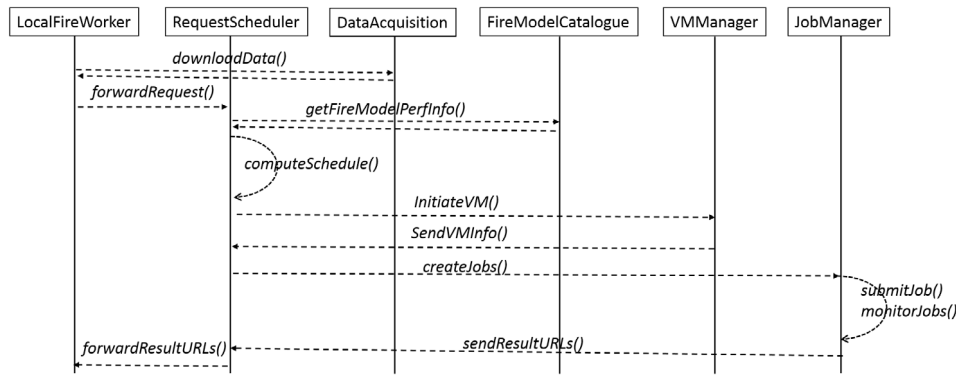 LocalFireWorker
RequestScheduler
DataAcquisition
FireModelCatalogue
VMManager
JobManager
downloadData()
forwardRequest()
getFireModelPerfInfo()
computeSchedule()
InitiateVM()
SendVMInfo()
createJobs()
submitJob()
monitorJobs()
sendResultURLs()
forwardResultURLs()